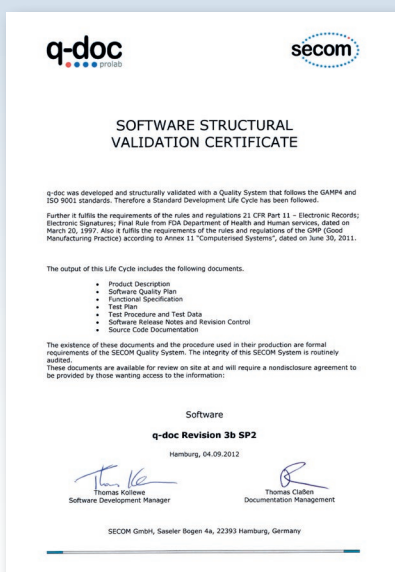 q-doc
prolab
secom
SOFTWARE STRUCTURAL
VALIDATION CERTIFICATE
q-doc was developed and structurally validated with a Quality System that follows the GAMP4 and
ISO 9001 standards. Therefore a Standard Development Life Cycle has been followed.
Further it fulfils the requirements of the rules and regulations 21 CFR Part 11 – Electronic Records;
Electronic Signatures; Final Rule from FDA Department of Health and Human services, dated on
March 20, 1997. Also it fulfils the requirements of the rules and regulations of the GMP (Good
Manufacturing Practice) according to Annex 11 "Computerised Systems", dated on June 30, 2011.
The output of this Life Cycle includes the following documents.
• Product Description
• Software Quality Plan
• Functional Specification
• Test Plan
• Test Procedure and Test Data
• Software Release Notes and Revision Control
• Source Code Documentation
The existence of these documents and the procedure used in their production are formal
requirements of the SECOM Quality System. The integrity of this SECOM System is routinely
audited.
These documents are available for review on site at and will require a nondisclosure agreement to
be provided by those wanting access to the information:
Software
q-doc Revision 3b SP2
Hamburg, 04.09.2012
Thomas Kollewe
Software Development Manager
Thomas Claßen
Documentation Management
SECOM GmbH, Saseler Bogen 4a, 22393 Hamburg, Germany